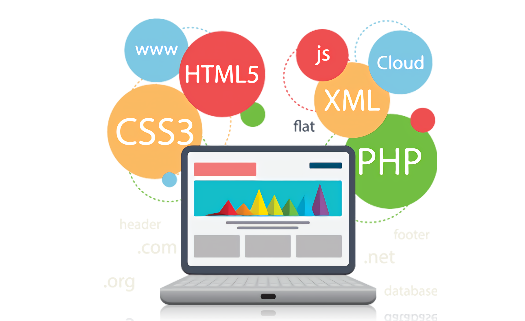 www
HTML5
CSS3
js
Cloud
XML
flat
PHP
header
.com
.org
footer
.net
database